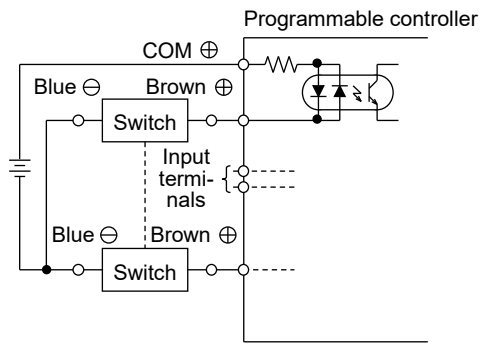 Programmable controller
COM ⊕
Blue ⊖ Brown ⊕
Switch
Input
termi-
nals
Blue ⊖ Brown ⊕
Switch